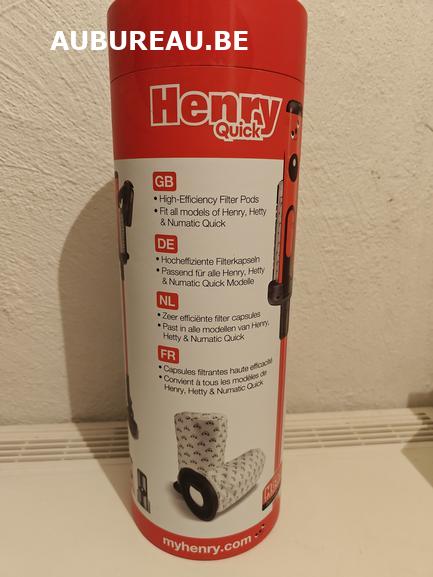 AUBUREAU.BE
Henry
Quick
GB
• High-Efficiency Filter Pods
• Fit all models of Henry, Hetty
& Numatic Quick
DE
• Hocheffiziente Filterkapseln
• Passend für alle Henry, Hetty
& Numatic Quick Modelle
NL
• Zeer efficiënte filter capsules
• Past in alle modellen van Henry,
Hetty & Numatic Quick
FR
• Capsules filtrantes haute efficacité
• Convient à tous les modèles de
Henry, Hetty & Numatic Quick
myhenry.com